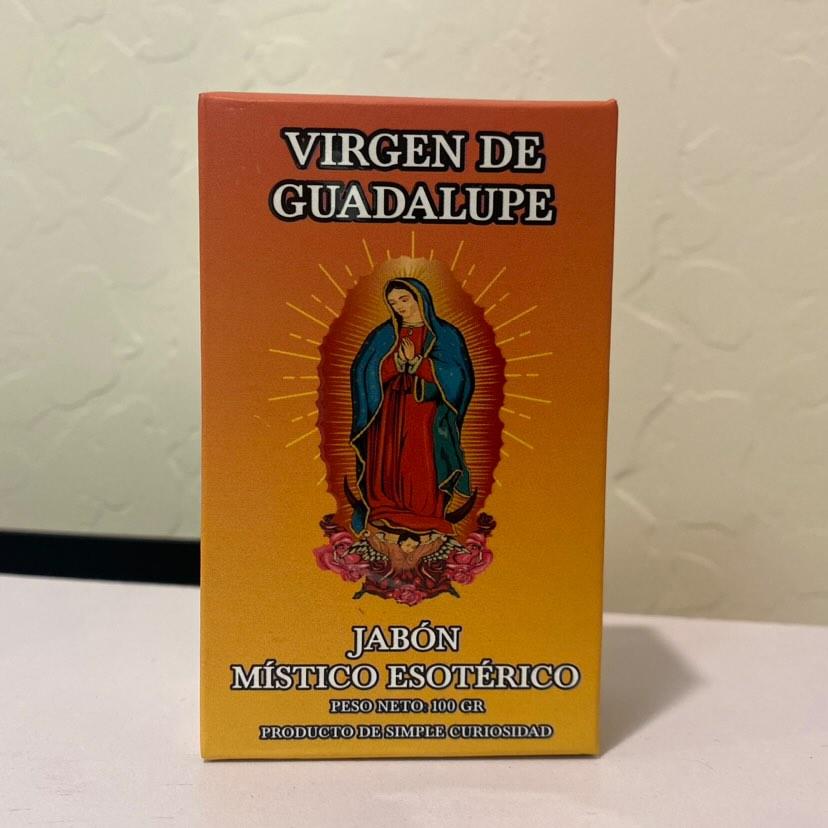 VIRGEN DE
GUADALUPE
JABÓN
MÍSTICO ESOTÉRICO
PESO NETO: 100 GR
PRODUCTO DE SIMPLE CURIOSIDAD